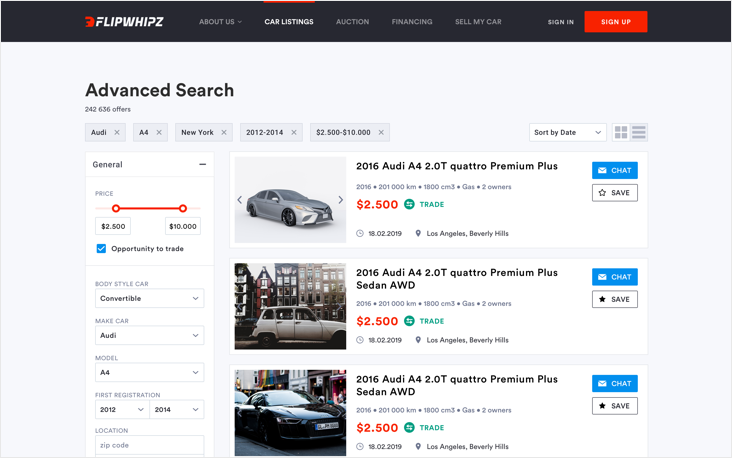 FLIPWHIPZ
ABOUT US
CAR LISTINGS
AUCTION
FINANCING
SELL MY CAR
SIGN IN
SIGN UP
Advanced Search
242 636 offers
Audi
A4
New York
2012-2014
$2.500-$10.000
Sort by Date
General
PRICE
$2.500
$10.000
Opportunity to trade
BODY STYLE CAR
Convertible
MAKE CAR
Audi
MODEL
A4
FIRST REGISTRATION
2012
2014
LOCATION
zip code
2016 Audi A4 2.0T quattro Premium Plus
2016 • 201 000 km • 1800 cm3 • Gas • 2 owners
$2.500 TRADE
18.02.2019 Los Angeles, Beverly Hills
CHAT
SAVE
2016 Audi A4 2.0T quattro Premium Plus
Sedan AWD
2016 • 201 000 km • 1800 cm3 • Gas • 2 owners
$2.500 TRADE
18.02.2019 Los Angeles, Beverly Hills
CHAT
SAVE
2016 Audi A4 2.0T quattro Premium Plus
Sedan AWD
2016 • 201 000 km • 1800 cm3 • Gas • 2 owners
$2.500 TRADE
18.02.2019 Los Angeles, Beverly Hills
CHAT
SAVE